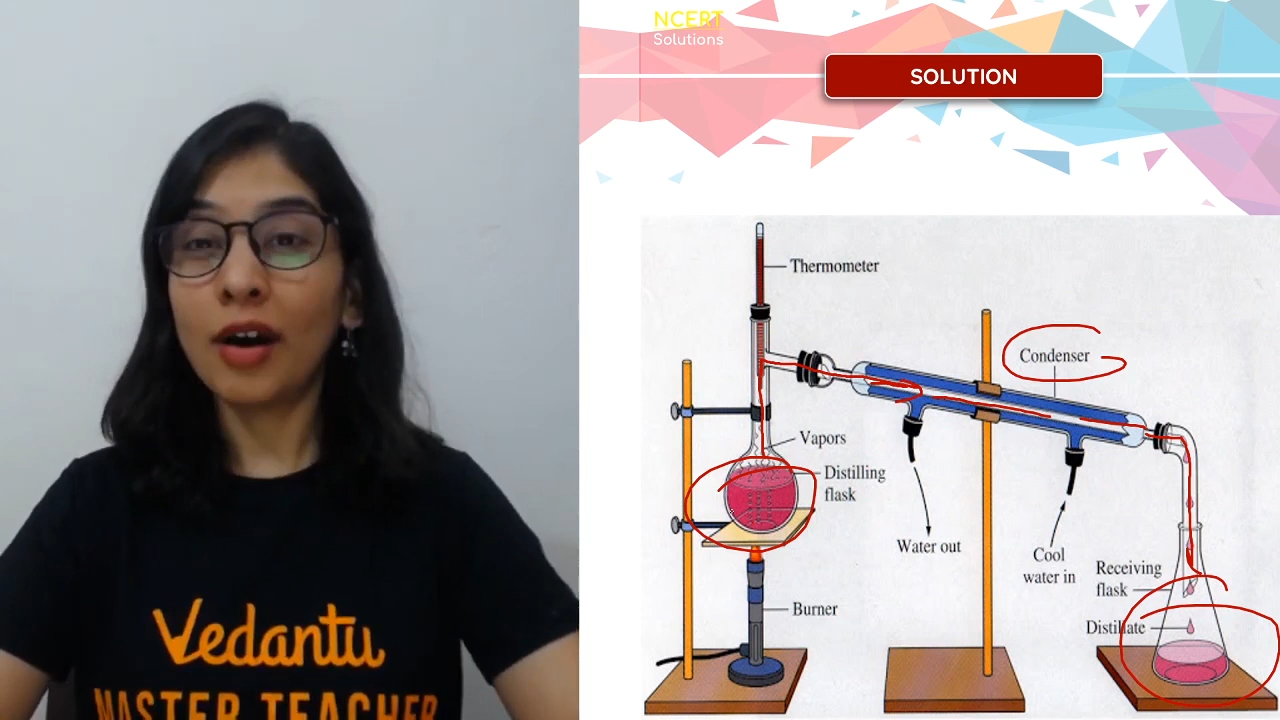 NCERT
Solutions
SOLUTION
Thermometer
Condenser
Vapors
Distilling
flask
Water out
Cool
water in
Receiving
flask
Distillate
Burner
Vedantu
MASTER TEACHER